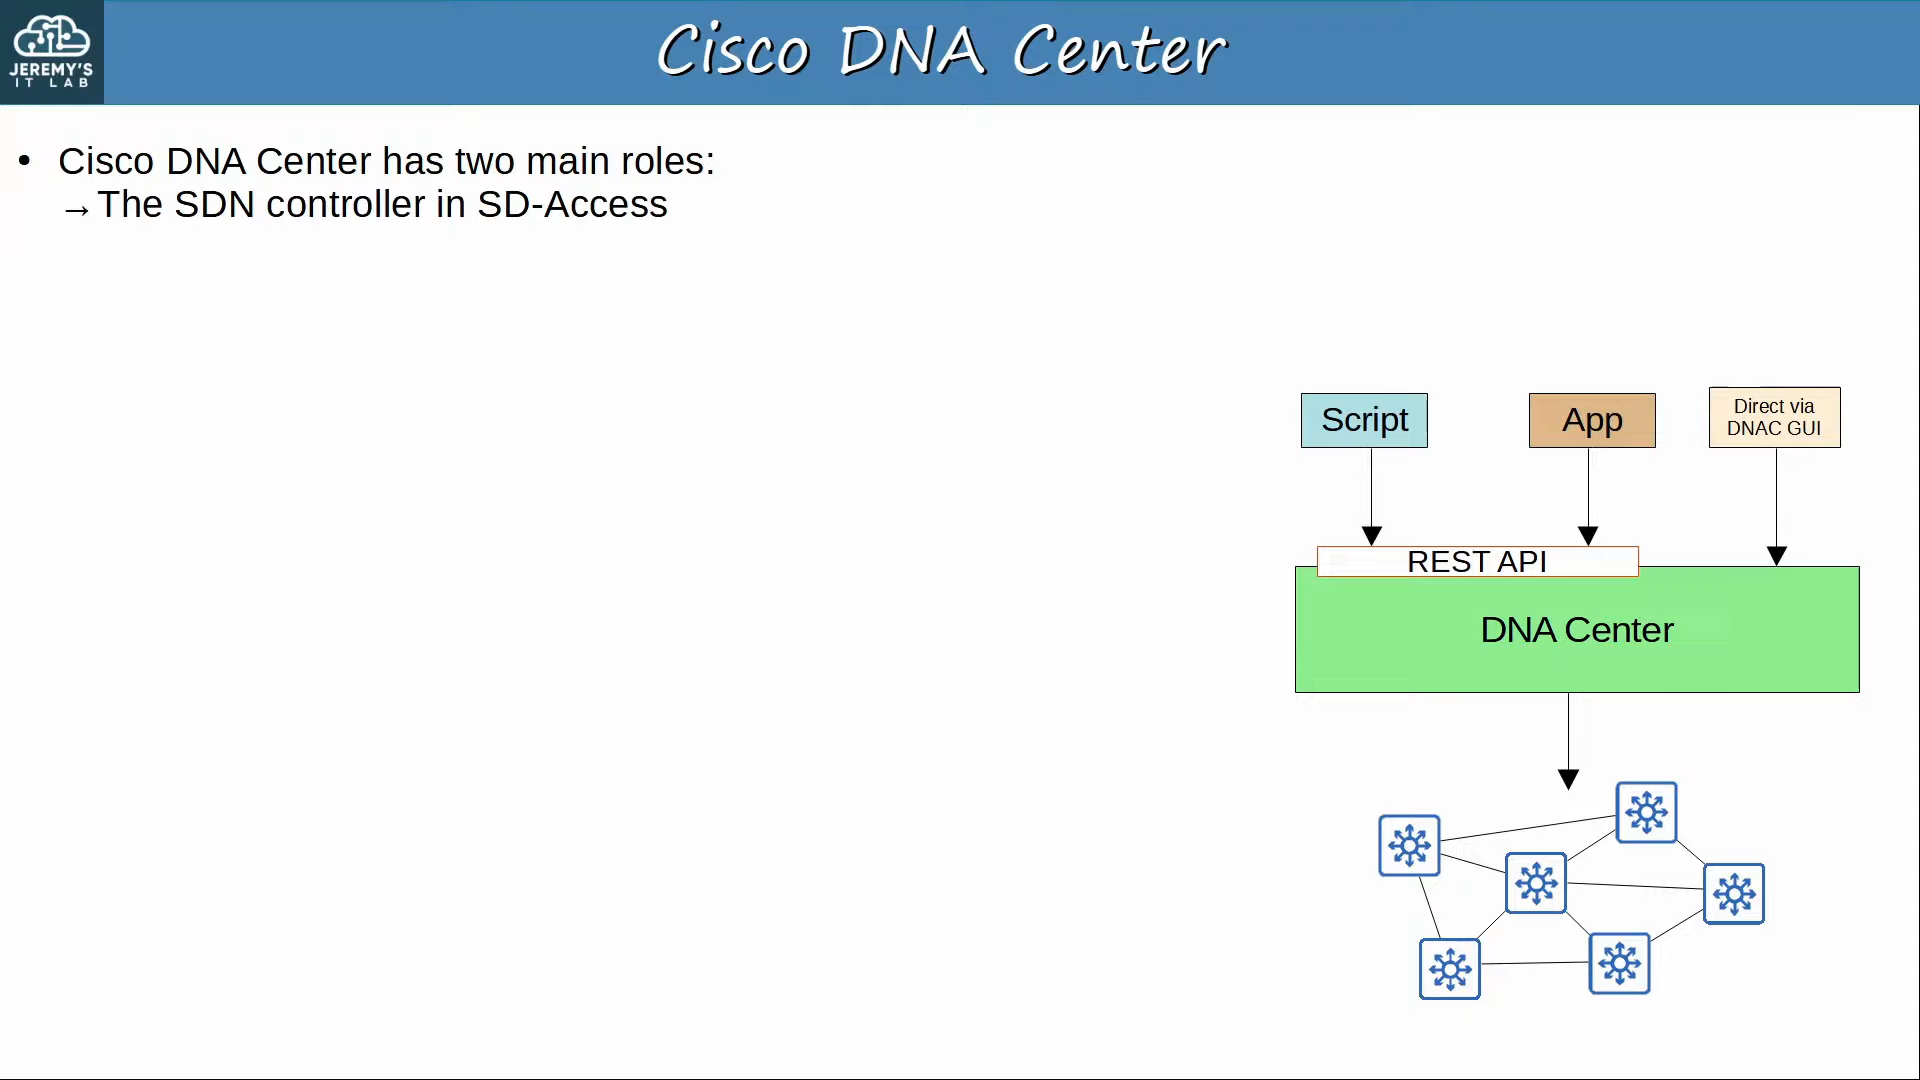 JEREMY'S
IT LAB
Cisco DNA Center
• Cisco DNA Center has two main roles:
→The SDN controller in SD-Access
Script
App
Direct via
DNAC GUI
REST API
DNA Center